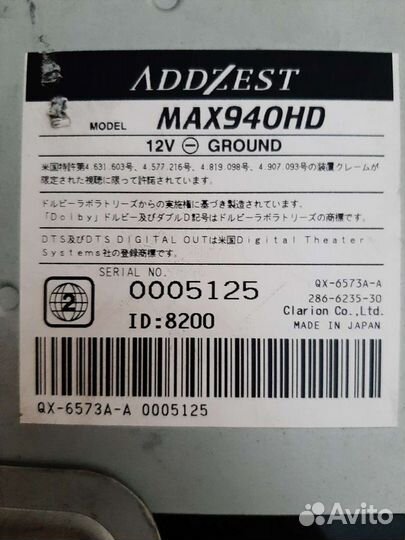 ADDZEST
MODEL MAX940HD
12V ⊖ GROUND
米国特許第4.631.603号、4.577.216号、4.819.098号、4.907.093号の装置クレームが
限定された視聴に限って許諾されています。
ドルビーラボラトリーズからの実施権に基づき製造されています。
「Dolby」ドルビー及びダブルD記号はドルビーラボラトリーズの商標です。
DTS及びDTS DIGITAL OUTは米国Digital Theater
Systems社の登録商標です。
SERIAL NO.
0005125
QX-6573A-A
286-6235-30
2
ID:8200
Clarion Co.,Ltd.
MADE IN JAPAN
QX-6573A-A 0005125
Avito